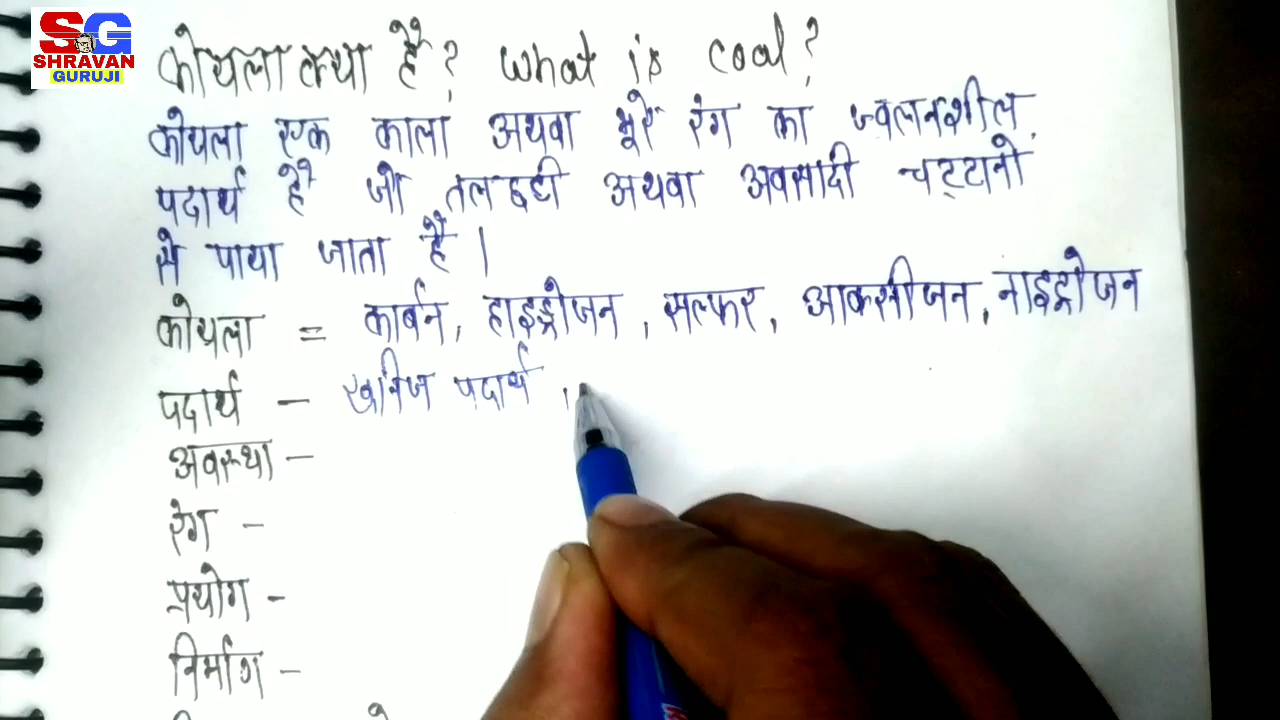 SG
SHRAVAN
GURUJI
कोयला क्या है? what is coal?
कोयला एक काला अथवा भूरे रंग का ज्वलनशील
पदार्थ है जो तलछटी अथवा अवसादी चट्टानो
से पाया जाता है।
कोयला = कार्बन, हाइड्रोजन, सल्फर, आक्सीजन, नाइट्रोजन
पदार्थ - खनिज पदार्थ,
अवस्था -
रंग -
प्रयोग -
निर्माण -